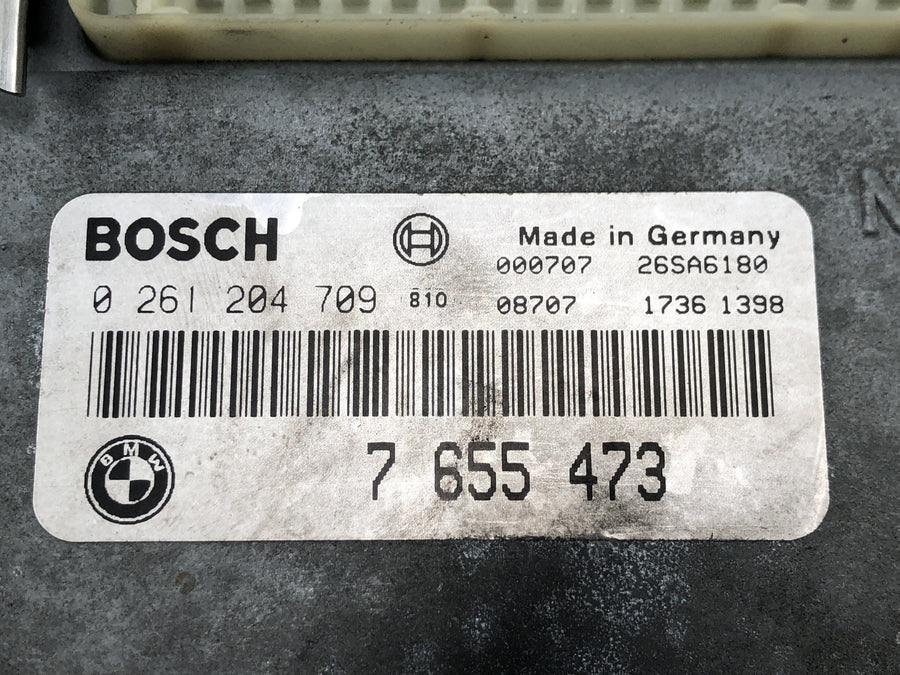 BOSCH Made in Germany
000707 26SA6180
0 261 204 709 810 08707 1736 1398
BMW 7 655 473
N